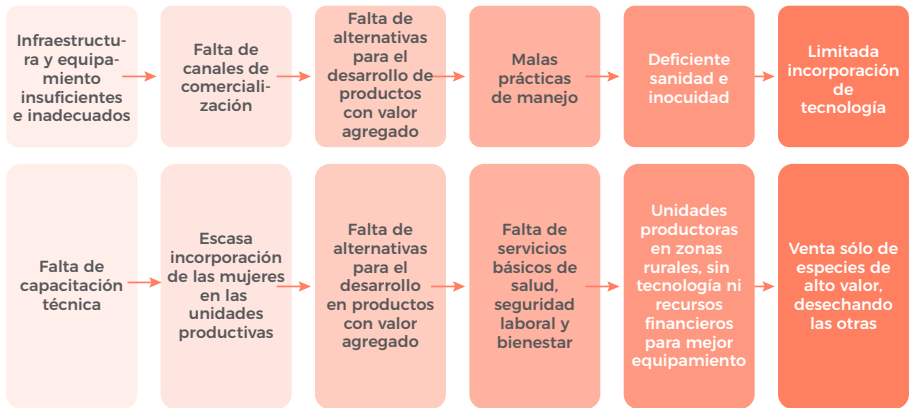 Infraestructu-
ra y equipa-
miento
insuficientes
e inadecuados
Falta de
canales de
comerciali-
zación
Falta de
alternativas
para el
desarrollo de
productos
con valor
agregado
Malas
prácticas
de manejo
Deficiente
sanidad e
inocuidad
Limitada
incorporación
de
tecnología
Falta de
capacitación
técnica
Escasa
incorporación
de las mujeres
en las
unidades
productivas
Falta de
alternativas
para el
desarrollo
en productos
con valor
agregado
Falta de
servicios
básicos de
salud,
seguridad
laboral y
bienestar
Unidades
productoras
en zonas
rurales, sin
tecnología ni
recursos
financieros
para mejor
equipamiento
Venta sólo de
especies de
alto valor,
desechando
las otras